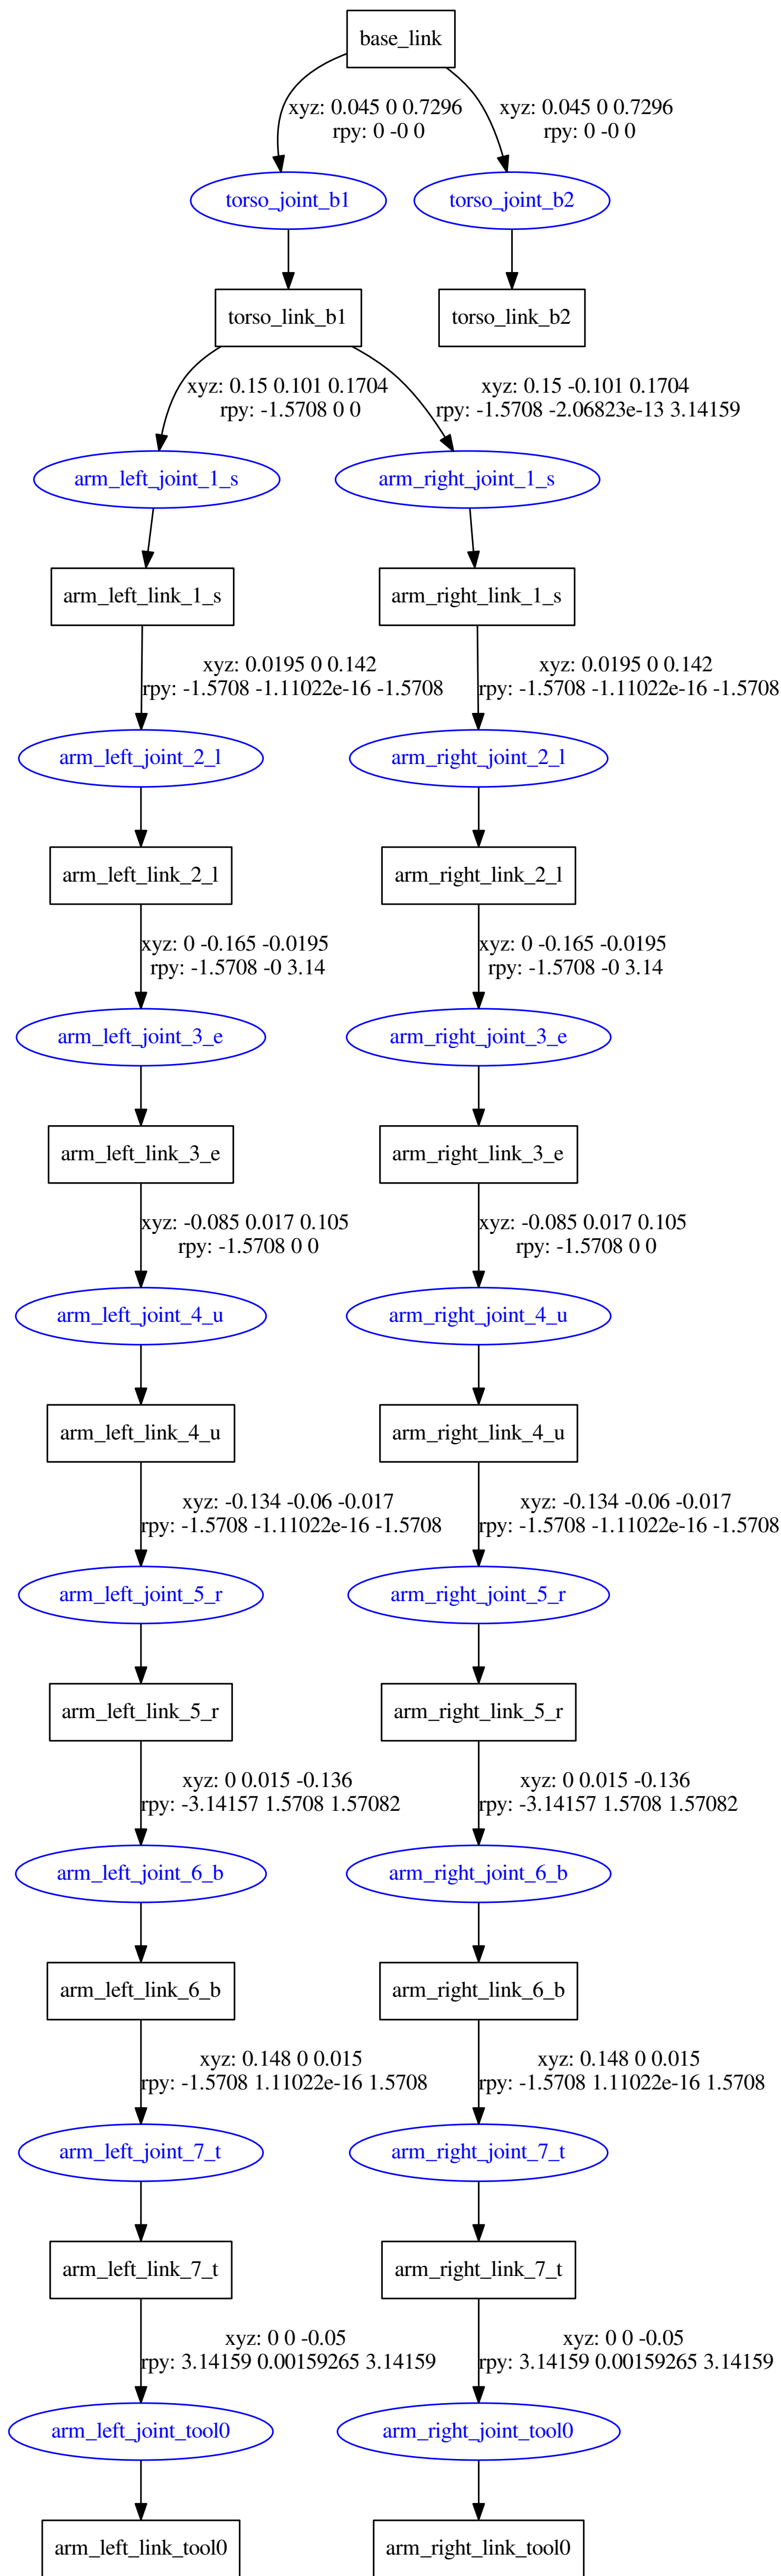 base_link
xyz: 0.045 0 0.7296
rpy: 0 -0 0
xyz: 0.045 0 0.7296
rpy: 0 -0 0
torso_joint_b1
torso_joint_b2
torso_link_b1
torso_link_b2
xyz: 0.15 0.101 0.1704
rpy: -1.5708 0 0
xyz: 0.15 -0.101 0.1704
rpy: -1.5708 -2.06823e-13 3.14159
arm_left_joint_1_s
arm_right_joint_1_s
arm_left_link_1_s
arm_right_link_1_s
xyz: 0.0195 0 0.142
rpy: -1.5708 -1.11022e-16 -1.5708
xyz: 0.0195 0 0.142
rpy: -1.5708 -1.11022e-16 -1.5708
arm_left_joint_2_l
arm_right_joint_2_l
arm_left_link_2_l
arm_right_link_2_l
xyz: 0 -0.165 -0.0195
rpy: -1.5708 -0 3.14
xyz: 0 -0.165 -0.0195
rpy: -1.5708 -0 3.14
arm_left_joint_3_e
arm_right_joint_3_e
arm_left_link_3_e
arm_right_link_3_e
xyz: -0.085 0.017 0.105
rpy: -1.5708 0 0
xyz: -0.085 0.017 0.105
rpy: -1.5708 0 0
arm_left_joint_4_u
arm_right_joint_4_u
arm_left_link_4_u
arm_right_link_4_u
xyz: -0.134 -0.06 -0.017
rpy: -1.5708 -1.11022e-16 -1.5708
xyz: -0.134 -0.06 -0.017
rpy: -1.5708 -1.11022e-16 -1.5708
arm_left_joint_5_r
arm_right_joint_5_r
arm_left_link_5_r
arm_right_link_5_r
xyz: 0 0.015 -0.136
rpy: -3.14157 1.5708 1.57082
xyz: 0 0.015 -0.136
rpy: -3.14157 1.5708 1.57082
arm_left_joint_6_b
arm_right_joint_6_b
arm_left_link_6_b
arm_right_link_6_b
xyz: 0.148 0 0.015
rpy: -1.5708 1.11022e-16 1.5708
xyz: 0.148 0 0.015
rpy: -1.5708 1.11022e-16 1.5708
arm_left_joint_7_t
arm_right_joint_7_t
arm_left_link_7_t
arm_right_link_7_t
xyz: 0 0 -0.05
rpy: 3.14159 0.00159265 3.14159
xyz: 0 0 -0.05
rpy: 3.14159 0.00159265 3.14159
arm_left_joint_tool0
arm_right_joint_tool0
arm_left_link_tool0
arm_right_link_tool0